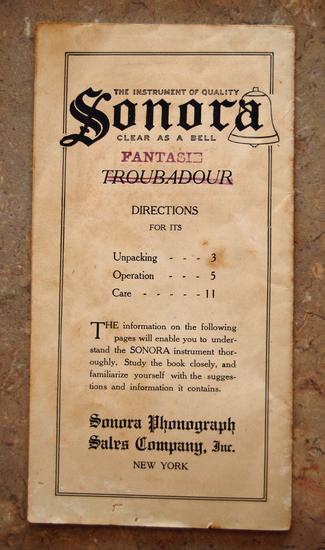 THE INSTRUMENT OF QUALITY
Sonora
CLEAR AS A BELL
FANTASIE
TROUBADOUR
DIRECTIONS
FOR ITS
Unpacking - - - 3
Operation - - - 5
Care - - - - - - 11
THE information on the following
pages will enable you to under-
stand the SONORA instrument thor-
oughly. Study the book closely, and
familiarize yourself with the sugges-
tions and information it contains.
Sonora Phonograph
Sales Company, Inc.
NEW YORK